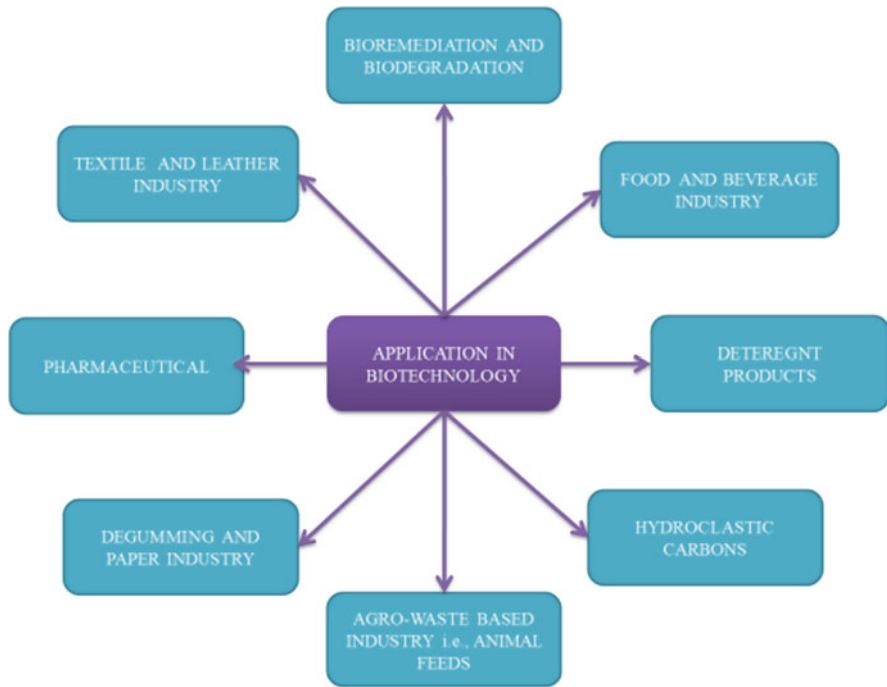 BIOREMEDIATION AND
BIODEGRADATION
TEXTILE AND LEATHER
INDUSTRY
FOOD AND BEVERAGE
INDUSTRY
PHARMACEUTICAL
APPLICATION IN
BIOTECHNOLOGY
DETEREGNT
PRODUCTS
DEGUMMING AND
PAPER INDUSTRY
HYDROCLASTIC
CARBONS
AGRO-WASTE BASED
INDUSTRY i.e., ANIMAL
FEEDS